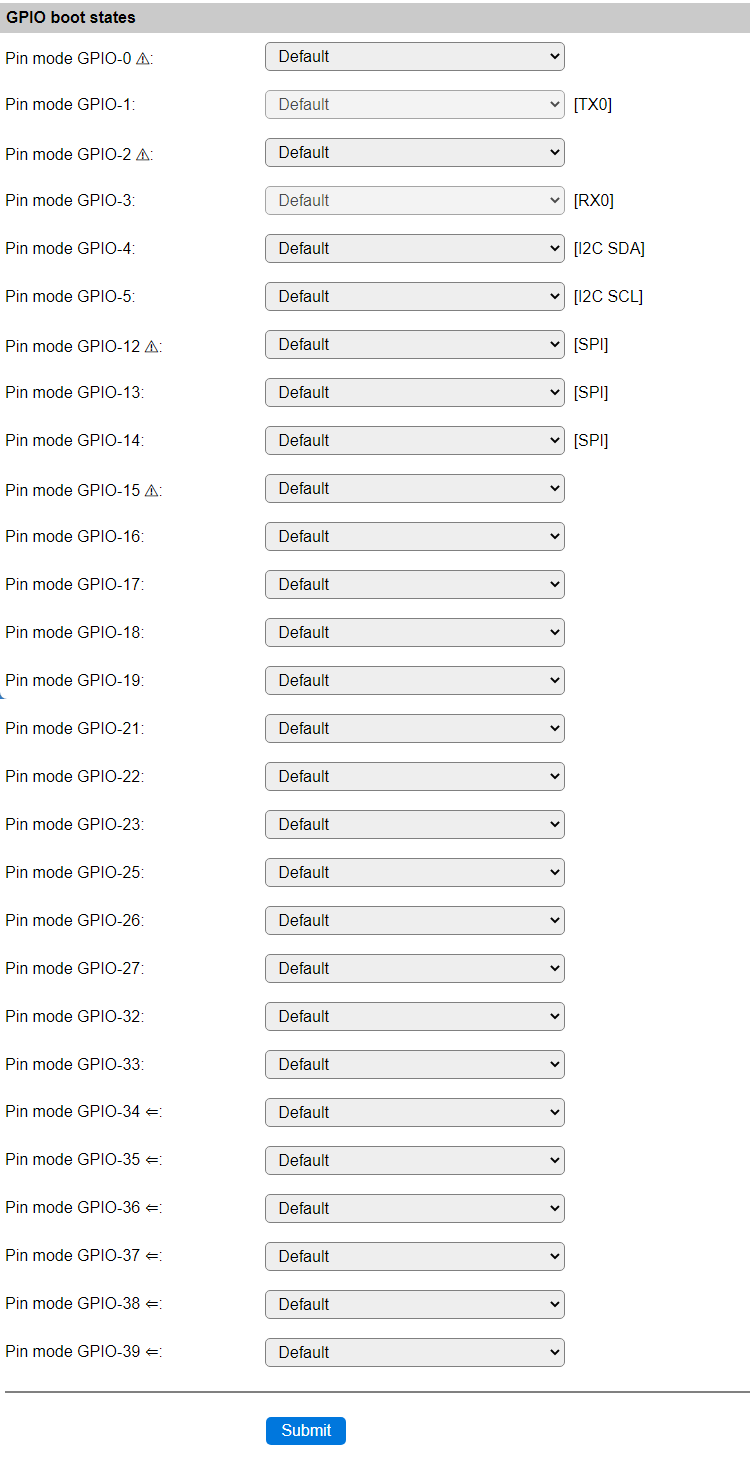 GPIO boot states
Pin mode GPIO-0 ⚠: Default
Pin mode GPIO-1: Default [TX0]
Pin mode GPIO-2 ⚠: Default
Pin mode GPIO-3: Default [RX0]
Pin mode GPIO-4: Default [I2C SDA]
Pin mode GPIO-5: Default [I2C SCL]
Pin mode GPIO-12 ⚠: Default [SPI]
Pin mode GPIO-13: Default [SPI]
Pin mode GPIO-14: Default [SPI]
Pin mode GPIO-15 ⚠: Default
Pin mode GPIO-16: Default
Pin mode GPIO-17: Default
Pin mode GPIO-18: Default
Pin mode GPIO-19: Default
Pin mode GPIO-21: Default
Pin mode GPIO-22: Default
Pin mode GPIO-23: Default
Pin mode GPIO-25: Default
Pin mode GPIO-26: Default
Pin mode GPIO-27: Default
Pin mode GPIO-32: Default
Pin mode GPIO-33: Default
Pin mode GPIO-34 ⇐: Default
Pin mode GPIO-35 ⇐: Default
Pin mode GPIO-36 ⇐: Default
Pin mode GPIO-37 ⇐: Default
Pin mode GPIO-38 ⇐: Default
Pin mode GPIO-39 ⇐: Default
Submit